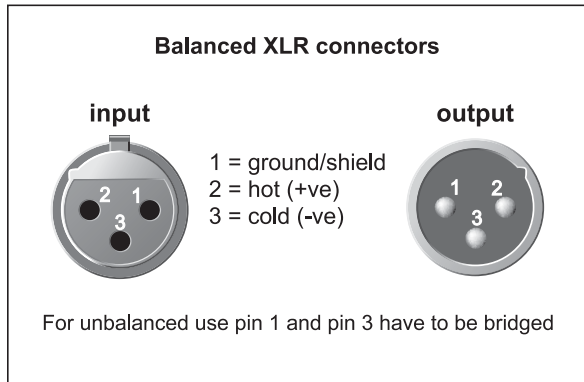 Balanced XLR connectors
input
output
1 = ground/shield
2 = hot (+ve)
3 = cold (-ve)
2 1
3
1 2
3
For unbalanced use pin 1 and pin 3 have to be bridged